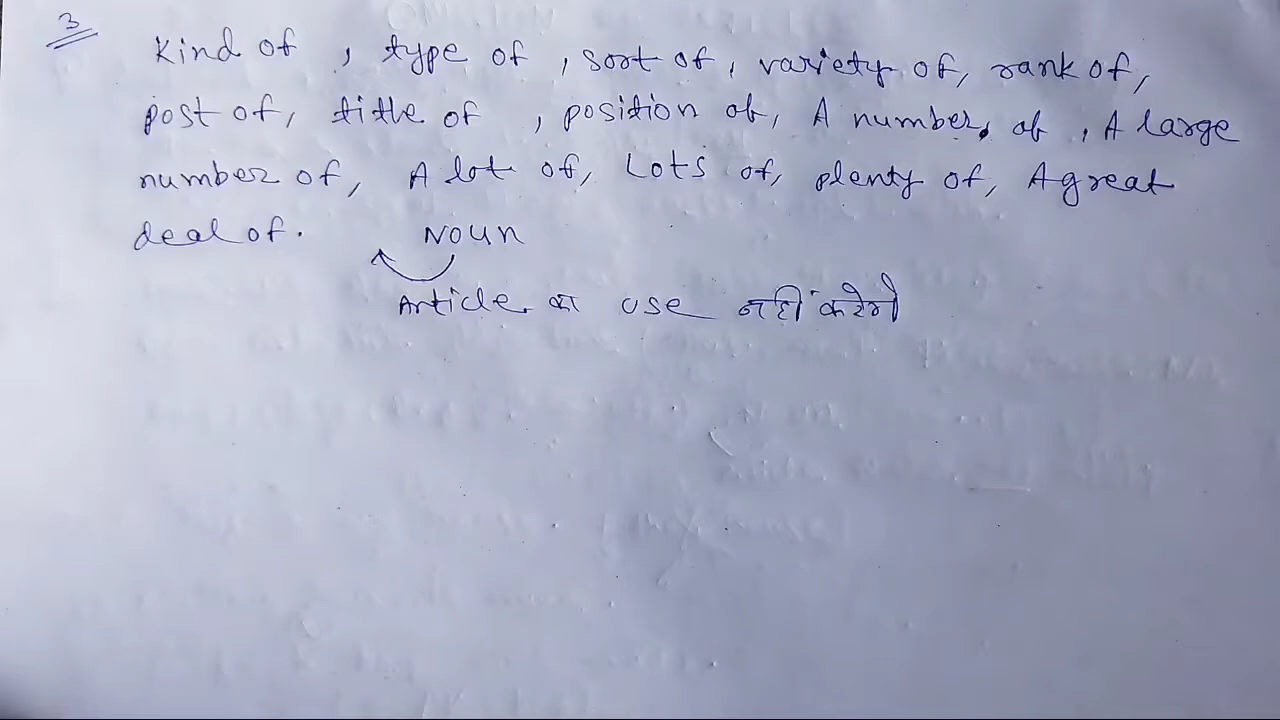 3
Kind of, type of, sort of, variety of, rank of,
post of, title of, position of, A number, of, A large
number of, A lot of, Lots of, plenty of, A great
deal of. Noun
Article का use नहीं करेगें